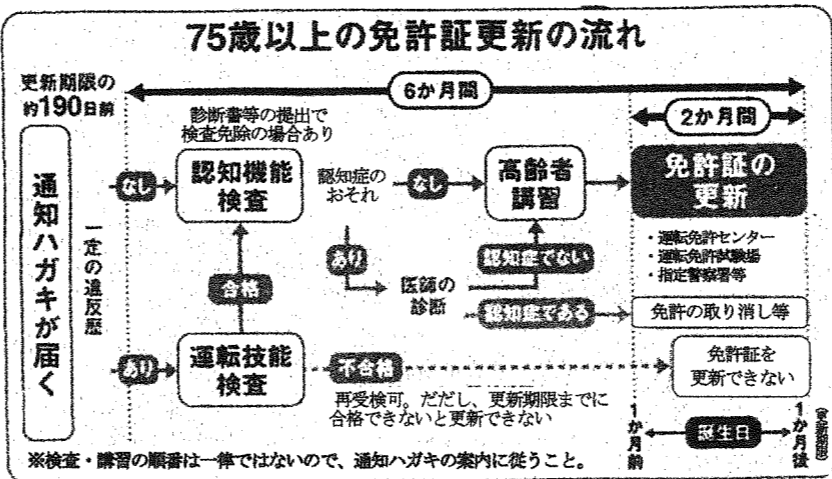 75歳以上の免許証更新の流れ
更新期限の
約190日前
6か月間
2か月間
通知ハガキが届く
一定の違反歴
なし
診断書等の提出で
検査免除の場合あり
認知機能
検査
認知症の
おそれ
なし
高齢者
講習
免許証の
更新
・運転免許センター
・運転免許試験場
・指定警察署等
あり
医師の
診断
認知症でない
認知症である
免許の取り消し等
合格
あり
運転技能
検査
不合格
再受検可。だだし、更新期限までに
合格できないと更新できない
免許証を
更新できない
1か月前
誕生日
1か月後
(更新期限)
※検査・講習の順番は一律ではないので、通知ハガキの案内に従うこと。